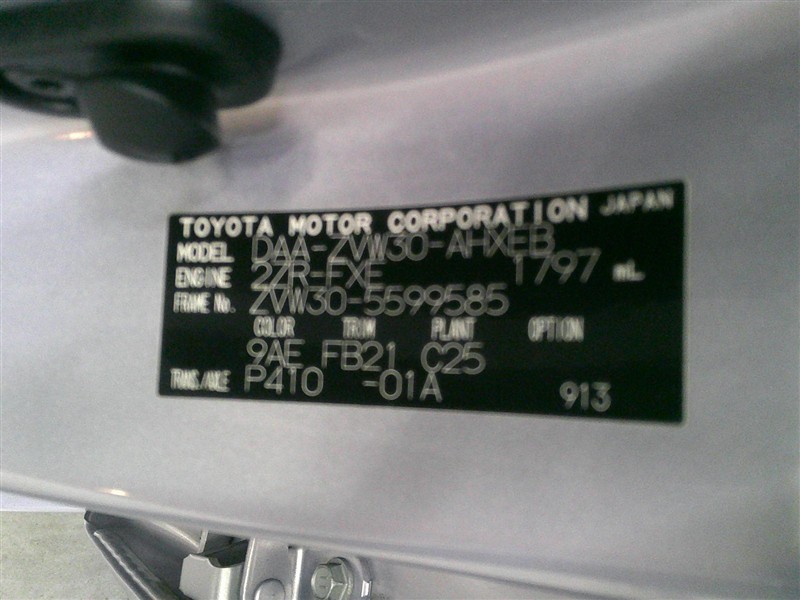 TOYOTA MOTOR CORPORATION JAPAN
MODEL DAA-ZVW30-AHXEB
ENGINE 2ZR-FXE 1797 mL
FRAME No. ZVW30-5599585
COLOR TRIM PLANT OPTION
9AE FB21 C25
TRANS./AXLE P410 -01A 913